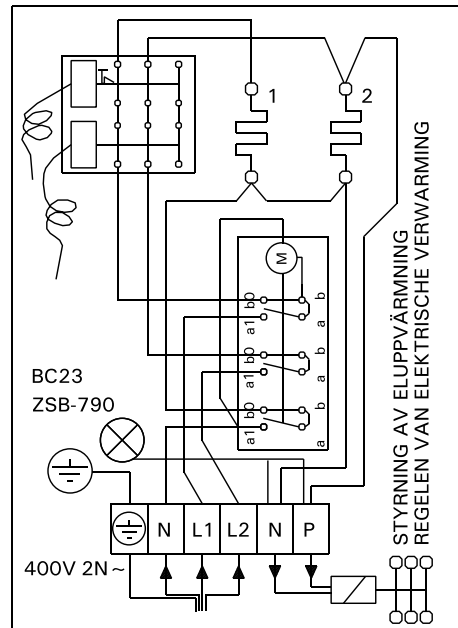 1
2
7
M
b0
b
a1
a
b0
b
a1
a
b0
b
a1
a
BC23
ZSB-790
STYRNING AV ELUPPVÄRMNING
REGELEN VAN ELEKTRISCHE VERWARMING
N L1 L2 N P
400V 2N~